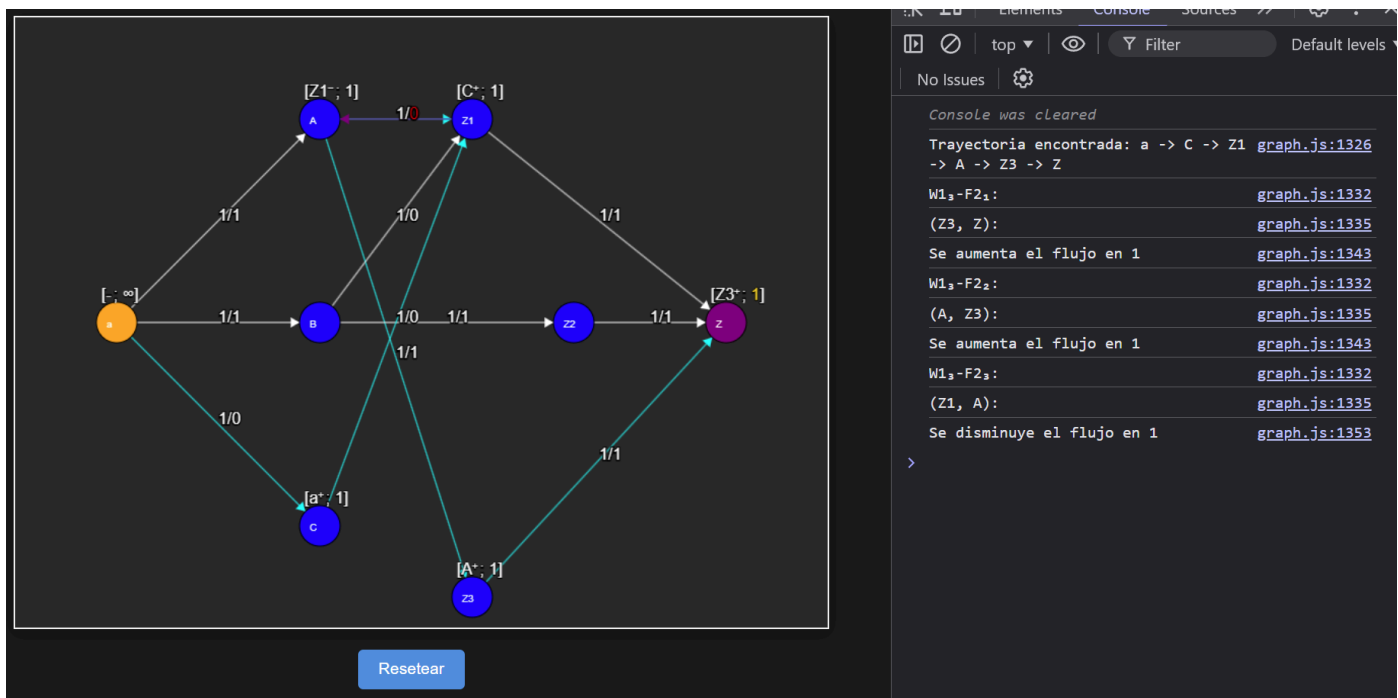 Elements Console Sources
top Filter Default levels
No Issues
[Z1⁻; 1] [C⁺; 1]
A 1/0 Z1
1/1 1/0 1/1
[-; ∞] [Z3⁺; 1]
a 1/1 B 1/0 1/1 Z2 1/1 Z
1/1
1/0
1/1
[a⁺; 1]
C
[A⁺; 1]
Z3
Resetear
Console was cleared
Trayectoria encontrada: a -> C -> Z1 graph.js:1326
-> A -> Z3 -> Z
W1₃-F2₁: graph.js:1332
(Z3, Z): graph.js:1335
Se aumenta el flujo en 1 graph.js:1343
W1₃-F2₂: graph.js:1332
(A, Z3): graph.js:1335
Se aumenta el flujo en 1 graph.js:1343
W1₃-F2₃: graph.js:1332
(Z1, A): graph.js:1335
Se disminuye el flujo en 1 graph.js:1353